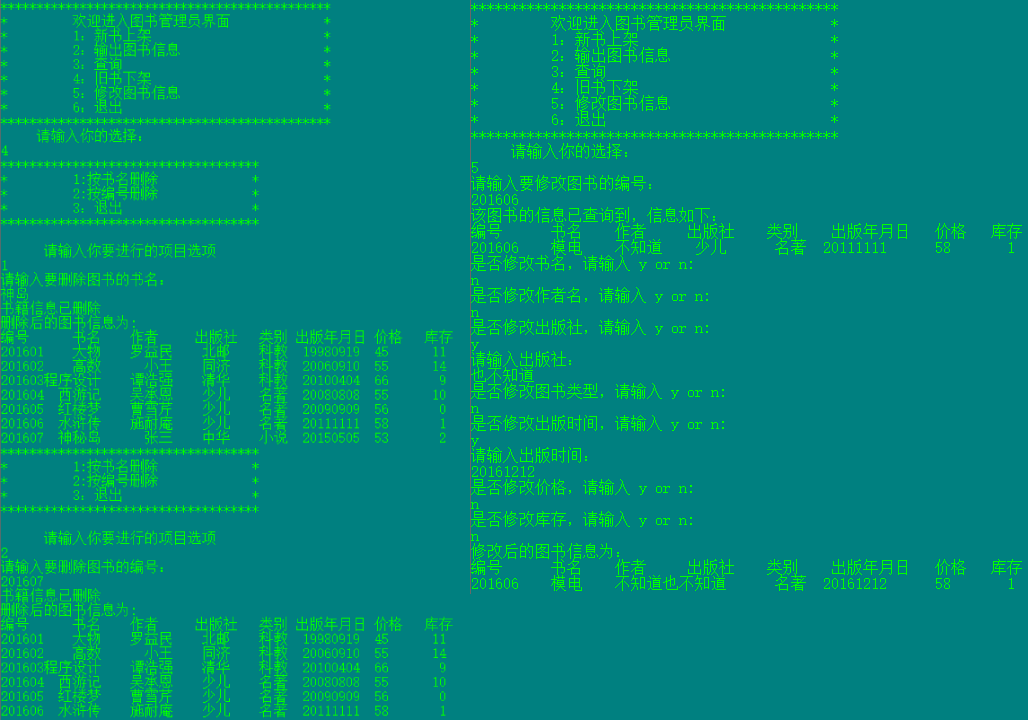 **********************************************
*         欢迎进入图书管理员界面             *
*         1：新书上架                        *
*         2：输出图书信息                    *
*         3：查询                            *
*         4：旧书下架                        *
*         5：修改图书信息                    *
*         6：退出                            *
**********************************************
请输入你的选择：
4
************************************
*         1:按书名删除             *
*         2:按编号删除             *
*         3：退出                  *
************************************
请输入你要进行的项目选项
1
请输入要删除图书的书名：
神岛
书籍信息已删除
删除后的图书信息为：
编号 书名 作者 出版社 类别 出版年月日 价格 库存
201601 大物 罗益民 北邮 科教 19980919 45 11
201602 高数 小王 同济 科教 20060910 55 14
201603程序设计 谭浩强 清华 科教 20100404 66 9
201604 西游记 吴承恩 少儿 名著 20080808 55 10
201605 红楼梦 曹雪芹 少儿 名著 20090909 56 0
201606 水浒传 施耐庵 少儿 名著 20111111 58 1
201607 神秘岛 张三 中华 小说 20150505 53 2
************************************
*         1:按书名删除             *
*         2:按编号删除             *
*         3：退出                  *
************************************
请输入你要进行的项目选项
2
请输入要删除图书的编号：
201607
书籍信息已删除
删除后的图书信息为：
编号 书名 作者 出版社 类别 出版年月日 价格 库存
201601 大物 罗益民 北邮 科教 19980919 45 11
201602 高数 小王 同济 科教 20060910 55 14
201603程序设计 谭浩强 清华 科教 20100404 66 9
201604 西游记 吴承恩 少儿 名著 20080808 55 10
201605 红楼梦 曹雪芹 少儿 名著 20090909 56 0
201606 水浒传 施耐庵 少儿 名著 20111111 58 1
**********************************************
*         欢迎进入图书管理员界面             *
*         1：新书上架                        *
*         2：输出图书信息                    *
*         3：查询                            *
*         4：旧书下架                        *
*         5：修改图书信息                    *
*         6：退出                            *
**********************************************
请输入你的选择：
5
请输入要修改图书的编号：
201606
该图书的信息已查询到，信息如下：
编号 书名 作者 出版社 类别 出版年月日 价格 库存
201606 模电 不知道 少儿 名著 20111111 58 1
是否修改书名，请输入 y or n:
n
是否修改作者名，请输入 y or n:
n
是否修改出版社，请输入 y or n:
y
请输入出版社：
也不知道
是否修改图书类型，请输入 y or n:
n
是否修改出版时间，请输入 y or n:
y
请输入出版时间：
20161212
是否修改价格，请输入 y or n:
n
是否修改库存，请输入 y or n:
n
修改后的图书信息为：
编号 书名 作者 出版社 类别 出版年月日 价格 库存
201606 模电 不知道也不知道 名著 20161212 58 1